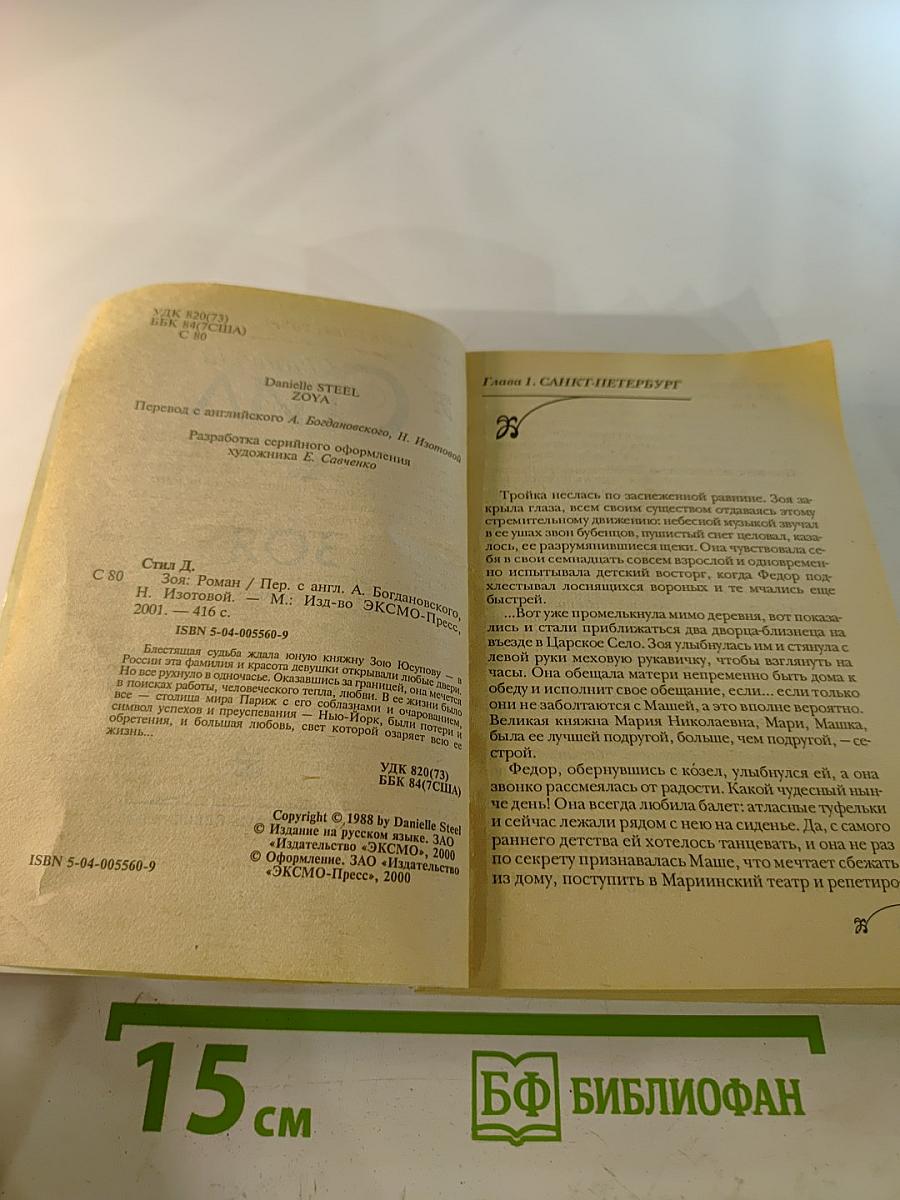 УДК 820(73)
ББК 84(7США)
С 80
Danielle STEEL
ZOYA
Перевод с английского А. Богдановского, Н. Изотовой
Разработка серийного оформления
художника Е. Савченко
Стил Д.
С 80
Зоя: Роман / Пер. с англ. А. Богдановского,
Н. Изотовой. — М.: Изд-во ЭКСМО-Пресс,
2001. — 416 с.
ISBN 5-04-005560-9
Блестящая судьба ждала юную княжну Зою Юсупову — в
России эта фамилия и красота девушки открывали любые двери.
Но все рухнуло в одночасье. Оказавшись за границей, она мечется
в поисках работы, человеческого тепла, любви. В ее жизни было
все — столица мира Париж с его соблазнами и очарованием,
символ успехов и преуспевания — Нью-Йорк, были потери и
обретения, и большая любовь, свет которой озаряет всю ее
жизнь...
УДК 820(73)
ББК 84(7США)
Copyright © 1988 by Danielle Steel
© Издание на русском языке. ЗАО
«Издательство «ЭКСМО», 2000
© Оформление. ЗАО «Издательство
«ЭКСМО-Пресс», 2000
ISBN 5-04-005560-9
Глава 1. САНКТ-ПЕТЕРБУРГ
Тройка неслась по заснеженной равнине. Зоя за-
крыла глаза, всем своим существом отдаваясь этому
стремительному движению: небесной музыкой звучал
в ее ушах звон бубенцов, пушистый снег целовал, каза-
лось, ее разрумянившиеся щеки. Она чувствовала се-
бя в свои семнадцать совсем взрослой и одновремен-
но испытывала детский восторг, когда Федор под-
хлестывал лоснящихся вороных и те мчались еще
быстрей.
...Вот уже промелькнула мимо деревня, вот показа-
лись и стали приближаться два дворца-близнеца на
въезде в Царское Село. Зоя улыбнулась им и стянула с
левой руки меховую рукавичку, чтобы взглянуть на
часы. Она обещала матери непременно быть дома к
обеду и исполнит свое обещание, если... если только
они не заболтаются с Машей, а это вполне вероятно.
Великая княжна Мария Николаевна, Мари, Машка,
была ее лучшей подругой, больше, чем подругой, — се-
строй.
Федор, обернувшись с ко́зел, улыбнулся ей, а она
звонко рассмеялась от радости. Какой чудесный нын-
че день! Она всегда любила балет: атласные туфельки
и сейчас лежали рядом с нею на сиденье. Да, с самого
раннего детства ей хотелось танцевать, и она не раз
по секрету признавалась Маше, что мечтает сбежать
из дому, поступить в Мариинский театр и репетиро-
15 см
БФ БИБЛИОФАН